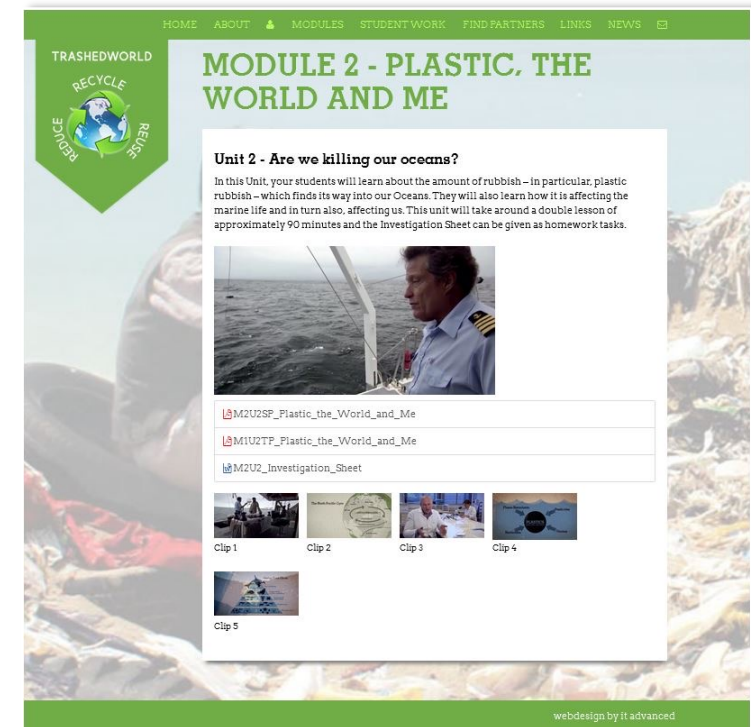 HOME ABOUT MODULES STUDENT WORK FIND PARTNERS LINKS NEWS
TRASHEDWORLD
RECYCLE
REDUCE
REUSE
MODULE 2 - PLASTIC, THE
WORLD AND ME
Unit 2 - Are we killing our oceans?
In this Unit, your students will learn about the amount of rubbish – in particular, plastic
rubbish – which finds its way into our Oceans. They will also learn how it is affecting the
marine life and in turn also, affecting us. This unit will take around a double lesson of
approximately 90 minutes and the Investigation Sheet can be given as homework tasks.
M2U2SP_Plastic_the_World_and_Me
M1U2TP_Plastic_the_World_and_Me
M2U2_Investigation_Sheet
Clip 1
Clip 2
Clip 3
Clip 4
Clip 5
webdesign by it advanced